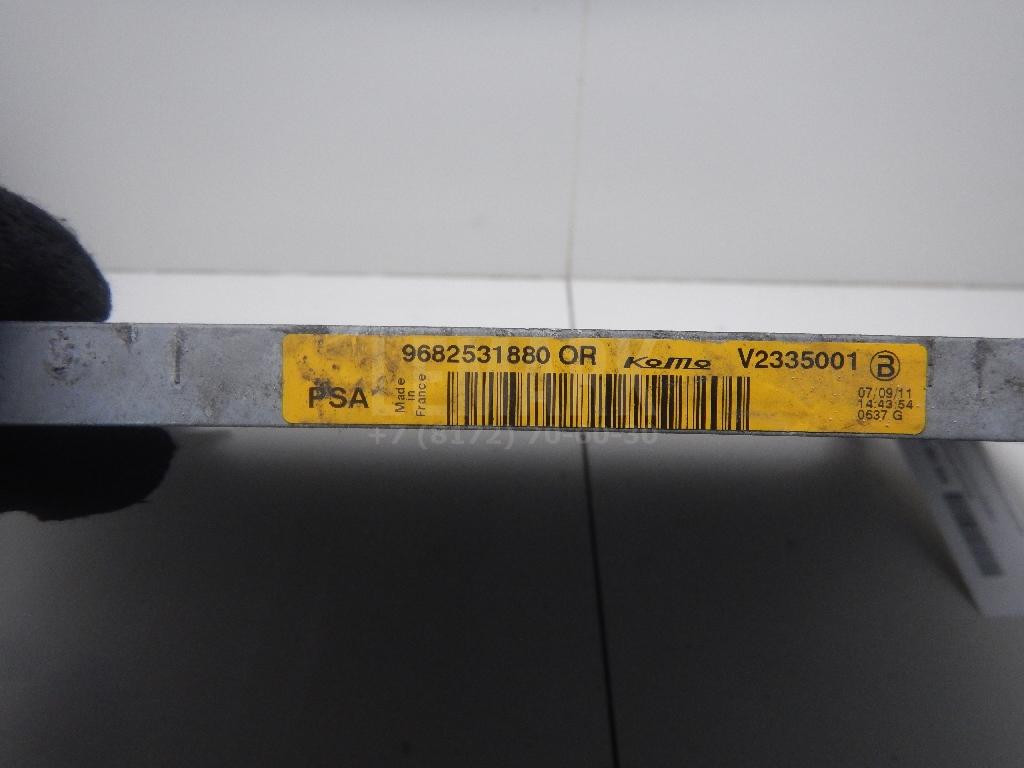 9682531880 OR KoMo V2335001 B
PSA Made in France
07/09/11
14:43:54
0637 G
+7 (8172) 70-60-30